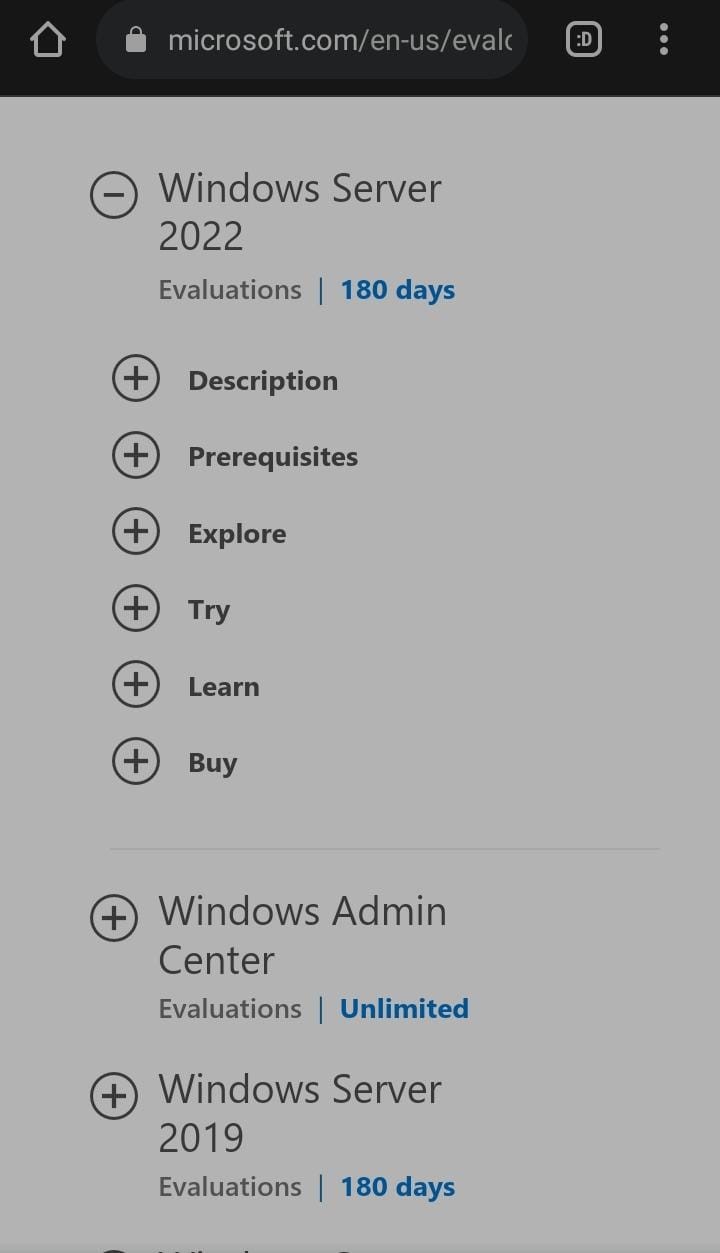 microsoft.com/en-us/eval
:D
Windows Server
2022
Evaluations | 180 days
Description
Prerequisites
Explore
Try
Learn
Buy
Windows Admin
Center
Evaluations | Unlimited
Windows Server
2019
Evaluations | 180 days